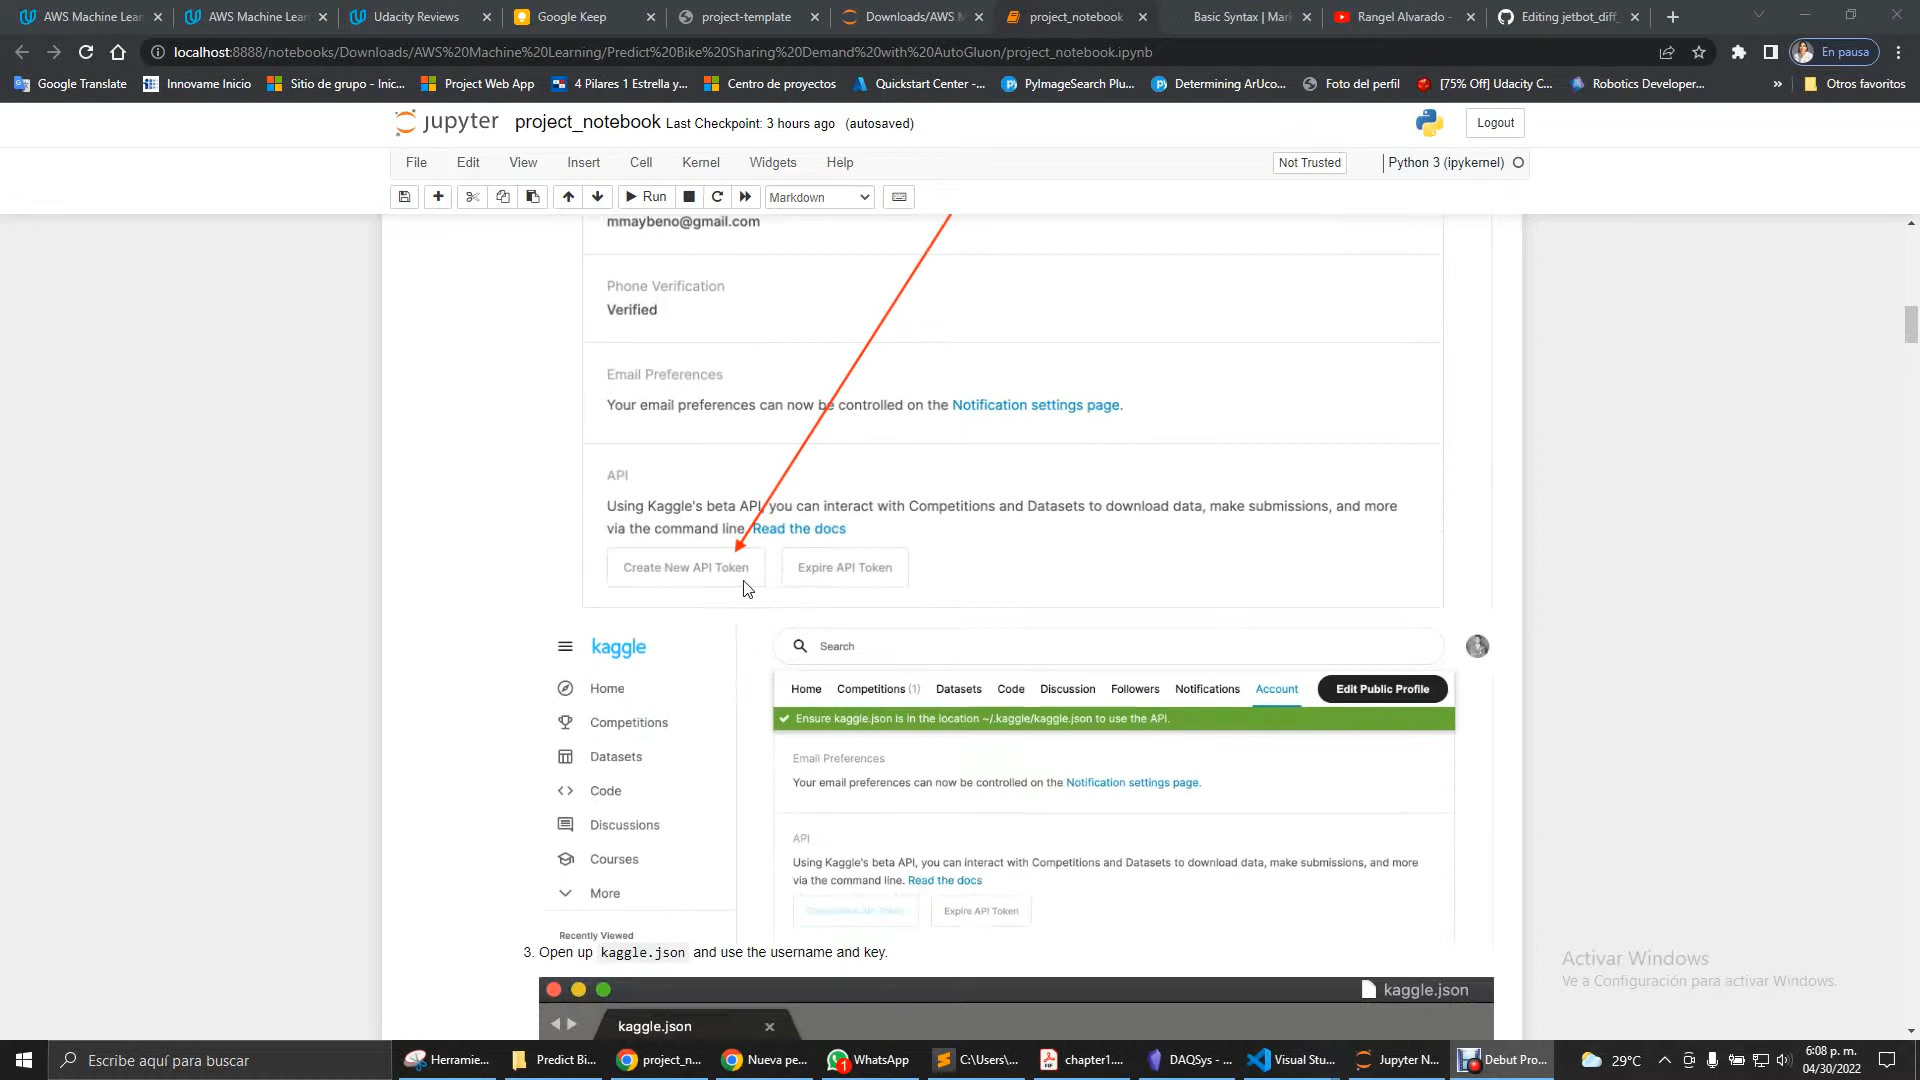 AWS Machine Lear
AWS Machine Lear
Udacity Reviews
Google Keep
project-template
Downloads/AWS M
project_notebook
Basic Syntax | Mark
Rangel Alvarado -
Editing jetbot_diff_
localhost:8888/notebooks/Downloads/AWS%20Machine%20Learning/Predict%20Bike%20Sharing%20Demand%20with%20AutoGluon/project_notebook.ipynb
En pausa
Google Translate
Innovame Inicio
Sitio de grupo - Inic...
Project Web App
4 Pilares 1 Estrella y...
Centro de proyectos
Quickstart Center -...
PyImageSearch Plu...
Determining ArUco...
Foto del perfil
[75% Off] Udacity C...
Robotics Developer...
»
Otros favoritos
jupyter
project_notebook Last Checkpoint: 3 hours ago (autosaved)
Logout
File
Edit
View
Insert
Cell
Kernel
Widgets
Help
Not Trusted
Python 3 (ipykernel)
Run
Markdown
mmaybeno@gmail.com
Phone Verification
Verified
Email Preferences
Your email preferences can now be controlled on the Notification settings page.
API
Using Kaggle's beta API, you can interact with Competitions and Datasets to download data, make submissions, and more
via the command line. Read the docs
Create New API Token
Expire API Token
kaggle
Search
Home
Competitions
Datasets
Code
Discussions
Courses
More
Recently Viewed
Home
Competitions (1)
Datasets
Code
Discussion
Followers
Notifications
Account
Edit Public Profile
Ensure kaggle.json is in the location ~/.kaggle/kaggle.json to use the API.
Email Preferences
Your email preferences can now be controlled on the Notification settings page.
API
Using Kaggle's beta API, you can interact with Competitions and Datasets to download data, make submissions, and more
via the command line. Read the docs
Create New API Token
Expire API Token
3. Open up kaggle.json and use the username and key.
kaggle.json
kaggle.json
Activar Windows
Ve a Configuración para activar Windows.
Escribe aquí para buscar
Herramie...
Predict Bi...
project_n...
Nueva pe...
1
WhatsApp
C:\Users\...
chapter1....
DAQSys - ...
Visual Stu...
Jupyter N...
Debut Pro...
29°C
6:08 p. m.
04/30/2022